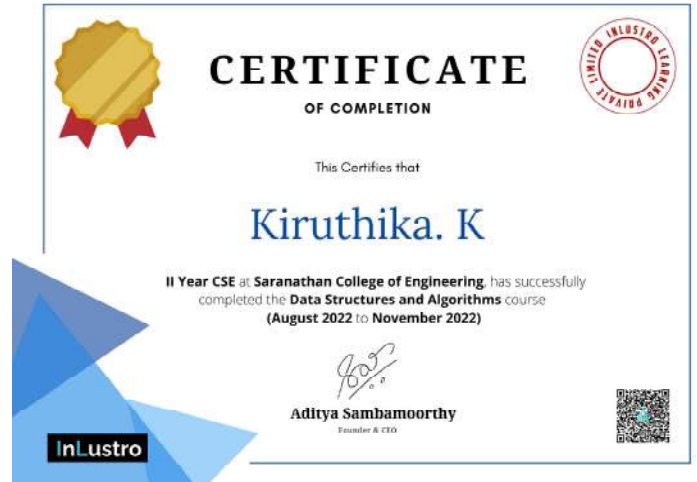 CERTIFICATE
OF COMPLETION
INLUSTRO LEARNING PRIVATE LIMITED
This Certifies that
Kiruthika. K
II Year CSE at Saranathan College of Engineering, has successfully
completed the Data Structures and Algorithms course
(August 2022 to November 2022)
Aditya Sambamoorthy
Founder & CEO
InLustro